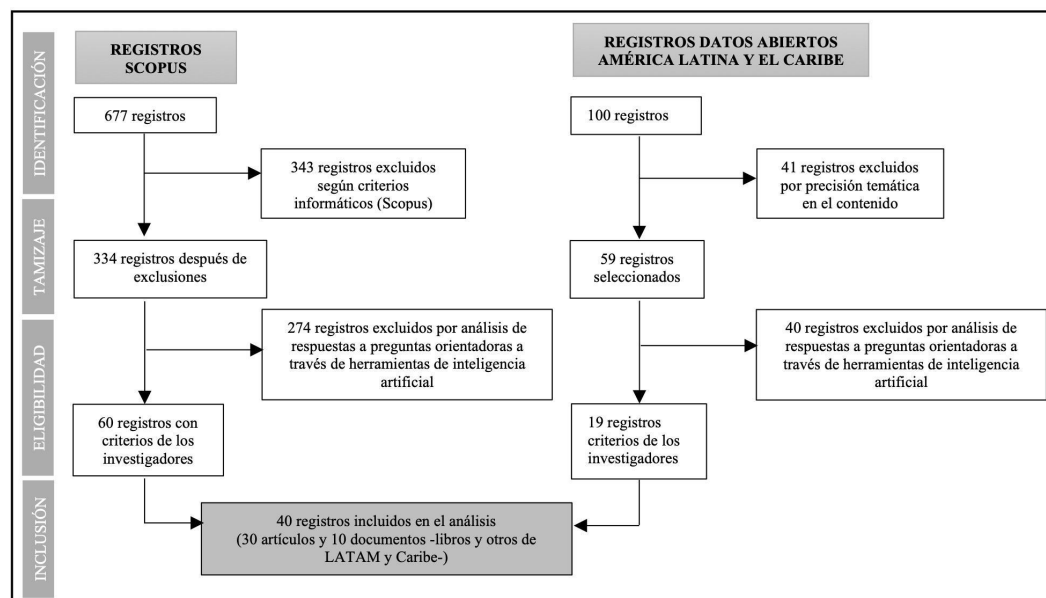 IDENTIFICACIÓN
TAMIZAJE
ELIGIBILIDAD
INCLUSIÓN
REGISTROS
SCOPUS
677 registros
343 registros excluidos
según criterios
informáticos (Scopus)
334 registros después de
exclusiones
274 registros excluidos por análisis de
respuestas a preguntas orientadoras a
través de herramientas de inteligencia
artificial
60 registros con
criterios de los
investigadores
REGISTROS DATOS ABIERTOS
AMÉRICA LATINA Y EL CARIBE
100 registros
41 registros excluidos
por precisión temática
en el contenido
59 registros
seleccionados
40 registros excluidos por análisis de
respuestas a preguntas orientadoras a
través de herramientas de inteligencia
artificial
19 registros
criterios de los
investigadores
40 registros incluidos en el análisis
(30 artículos y 10 documentos -libros y otros de
LATAM y Caribe-)